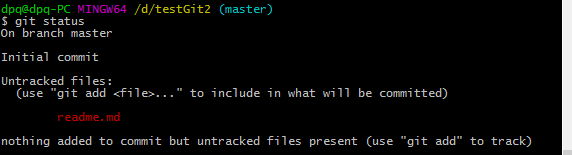 dpq@dpq-PC MINGW64 /d/testGit2 (master)
$ git status
On branch master
Initial commit
Untracked files:
(use "git add <file>..." to include in what will be committed)
readme.md
nothing added to commit but untracked files present (use "git add" to track)